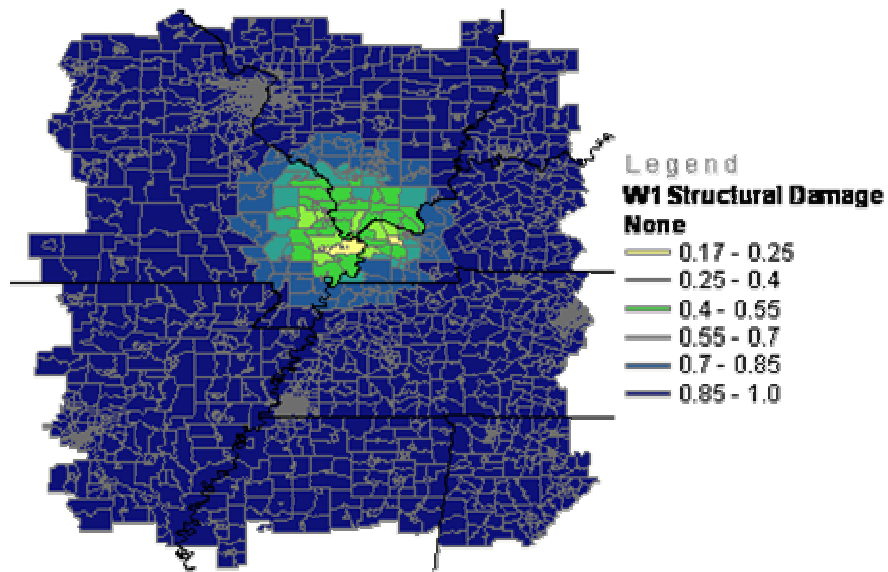 Legend
W1 Structural Damage
None
0.17 - 0.25
0.25 - 0.4
0.4 - 0.55
0.55 - 0.7
0.7 - 0.85
0.85 - 1.0